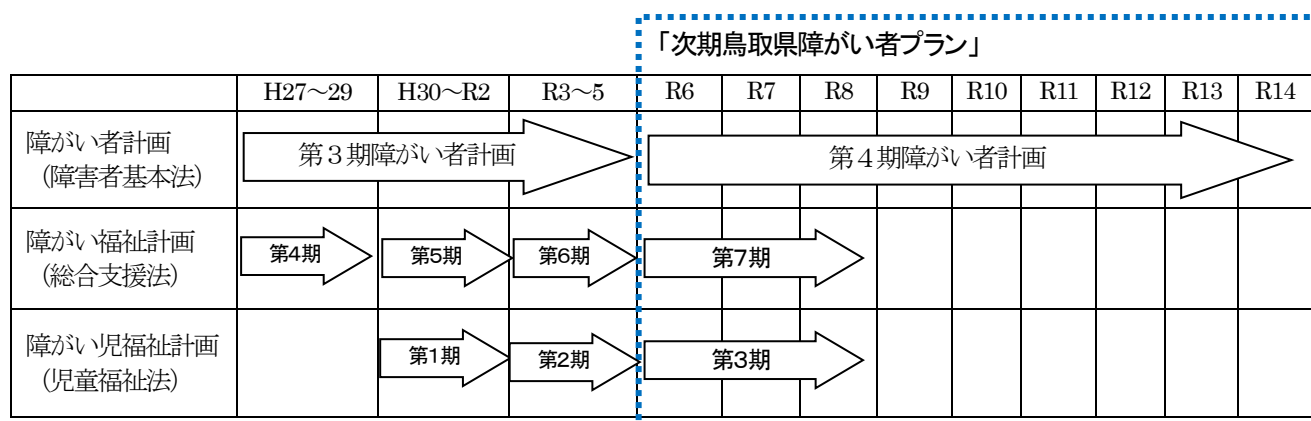 「次期鳥取県障がい者プラン」
H27～29 H30～R2 R3～5 R6 R7 R8 R9 R10 R11 R12 R13 R14
障がい者計画
（障害者基本法）
第３期障がい者計画 第４期障がい者計画
障がい福祉計画
（総合支援法）
第4期 第5期 第6期 第7期
障がい児福祉計画
（児童福祉法）
第1期 第2期 第3期